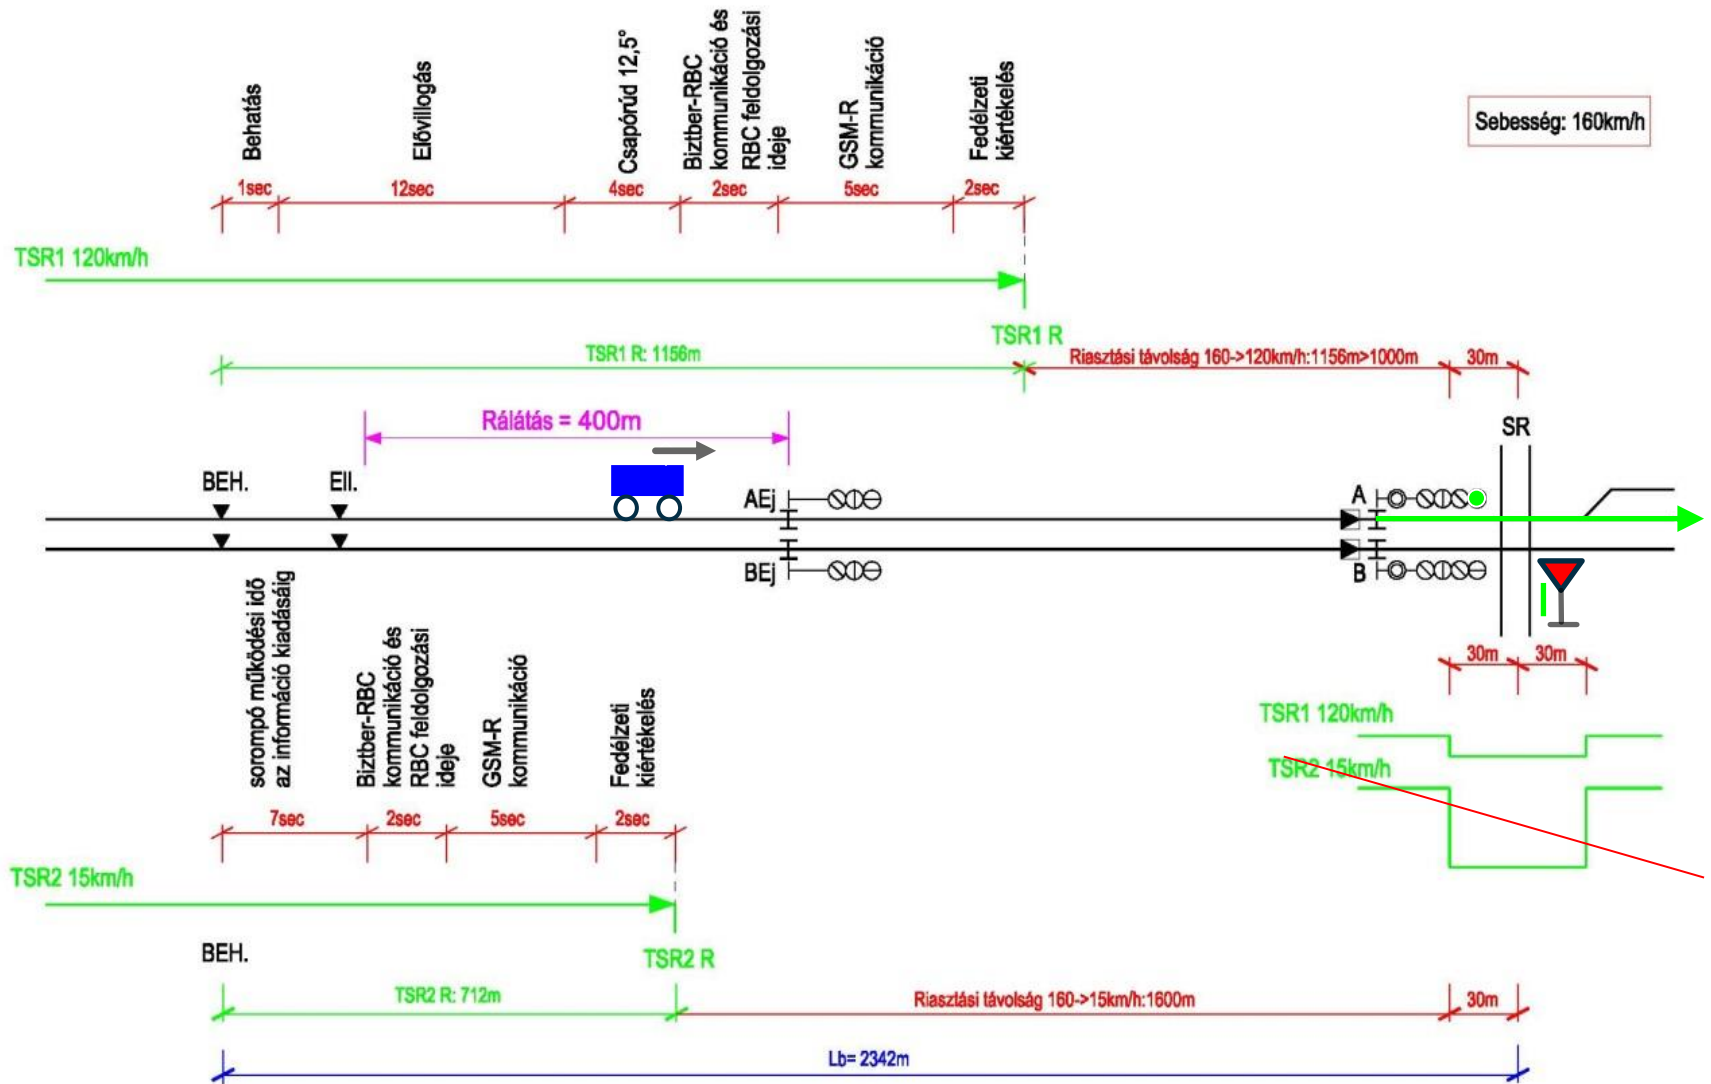 Behatás
Elővillogás
Csapórúd 12,5°
Biztber-RBC
kommunikáció és
RBC feldolgozási
ideje
GSM-R
kommunikáció
Fedélzeti
kiértékelés
Sebesség: 160km/h
1sec
12sec
4sec
2sec
5sec
2sec
TSR1 120km/h
TSR1 R
TSR1 R: 1156m
Riasztási távolság 160->120km/h:1156m>1000m
30m
Rálátás = 400m
SR
BEH.
Ell.
AEj
A
BEj
B
sorompó működési idő
az információ kiadásáig
Biztber-RBC
kommunikáció és
RBC feldolgozási
ideje
GSM-R
kommunikáció
Fedélzeti
kiértékelés
30m
30m
TSR1 120km/h
TSR2 15km/h
7sec
2sec
5sec
2sec
TSR2 15km/h
BEH.
TSR2 R
TSR2 R: 712m
Riasztási távolság 160->15km/h:1600m
30m
Lb= 2342m